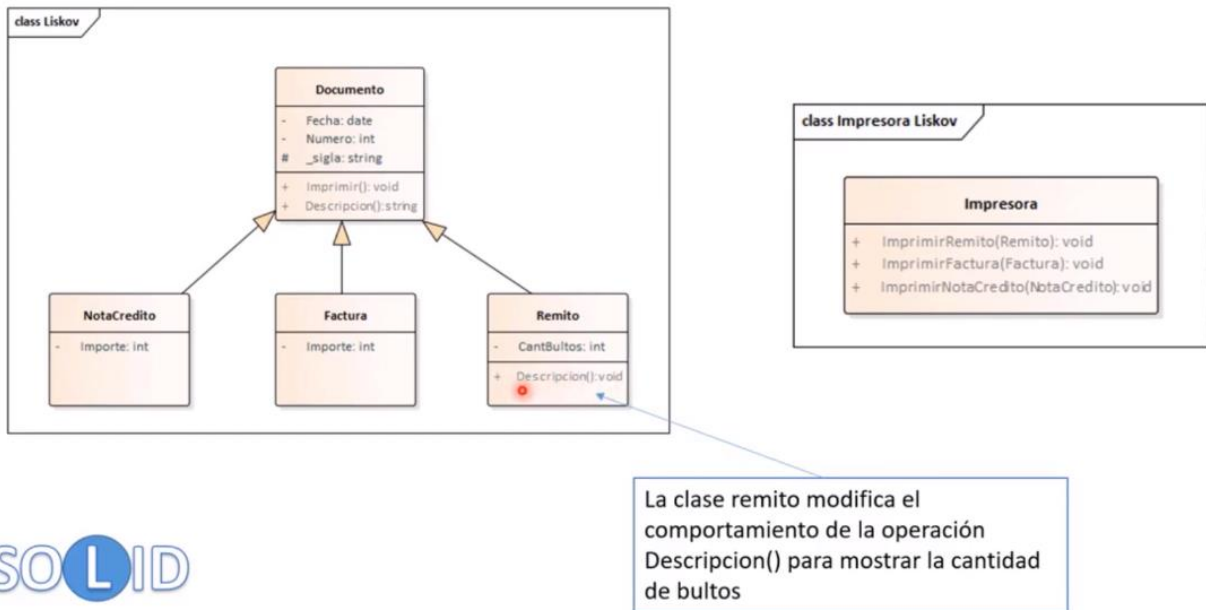 class Liskov
Documento
- Fecha: date
- Numero: int
# _sigla: string
+ Imprimir(): void
+ Descripcion():string
NotaCredito
- Importe: int
Factura
- Importe: int
Remito
- CantBultos: int
+ Descripcion():void
class Impresora Liskov
Impresora
+ ImprimirRemito(Remito): void
+ ImprimirFactura(Factura): void
+ ImprimirNotaCredito(NotaCredito): void
La clase remito modifica el
comportamiento de la operación
Descripcion() para mostrar la cantidad
de bultos
SOLID